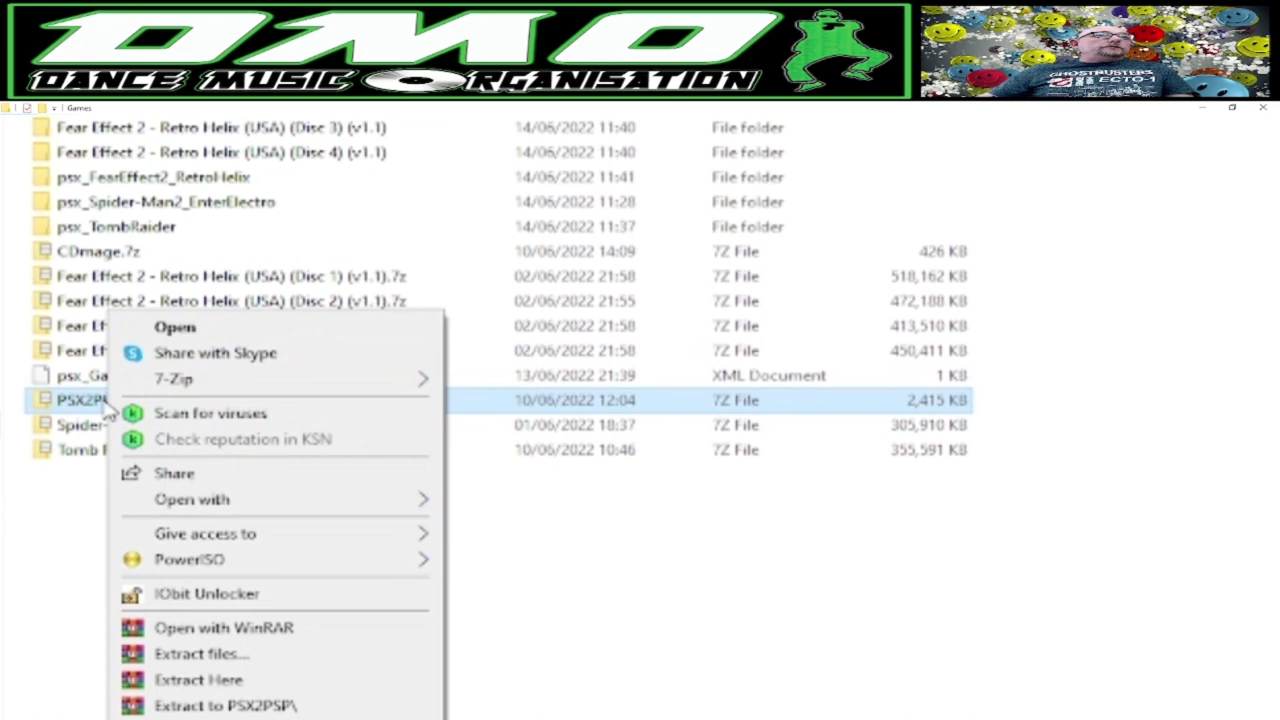 DMO
DANCE MUSIC ORGANISATION
GHOSTBUSTERS
ECTO-1
Games
Fear Effect 2 - Retro Helix (USA) (Disc 3) (v1.1) 14/06/2022 11:40 File folder
Fear Effect 2 - Retro Helix (USA) (Disc 4) (v1.1) 14/06/2022 11:40 File folder
psx_FearEffect2_RetroHelix 14/06/2022 11:41 File folder
psx_Spider-Man2_EnterElectro 14/06/2022 11:28 File folder
psx_TombRaider 14/06/2022 11:37 File folder
CDmage.7z 10/06/2022 14:09 7Z File 426 KB
Fear Effect 2 - Retro Helix (USA) (Disc 1) (v1.1).7z 02/06/2022 21:58 7Z File 518,162 KB
Fear Effect 2 - Retro Helix (USA) (Disc 2) (v1.1).7z 02/06/2022 21:55 7Z File 472,188 KB
Fear Ef 02/06/2022 21:58 7Z File 413,510 KB
Fear Ef 02/06/2022 21:58 7Z File 450,411 KB
psx_Ga 13/06/2022 21:39 XML Document 1 KB
PSX2P 10/06/2022 12:04 7Z File 2,415 KB
Spider- 01/06/2022 18:37 7Z File 305,910 KB
Tomb 10/06/2022 10:46 7Z File 355,591 KB
Open
Share with Skype
7-Zip
Scan for viruses
Check reputation in KSN
Share
Open with
Give access to
PowerISO
IObit Unlocker
Open with WinRAR
Extract files...
Extract Here
Extract to PSX2PSP\